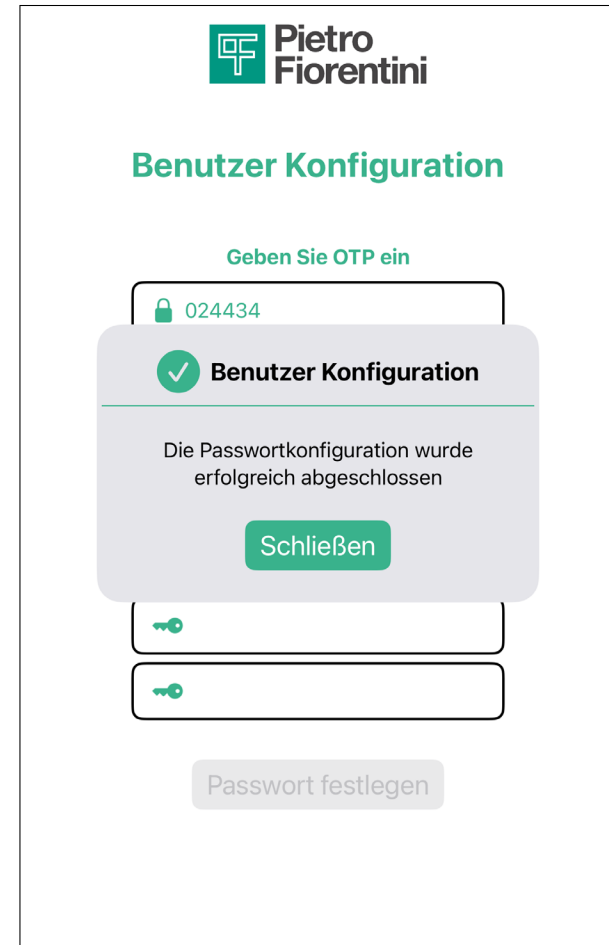 Pietro
Fiorentini
Benutzer Konfiguration
Geben Sie OTP ein
024434
Benutzer Konfiguration
Die Passwortkonfiguration wurde
erfolgreich abgeschlossen
Schließen
Passwort festlegen